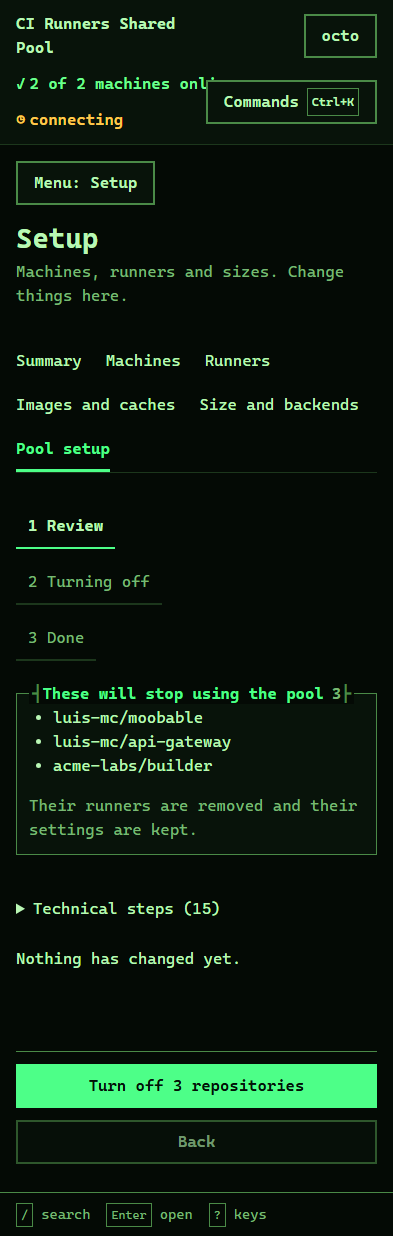 CI Runners Shared
Pool
octo
✓ 2 of 2 machines onl
Commands Ctrl+K
connecting
Menu: Setup
Setup
Machines, runners and sizes. Change
things here.
Summary Machines Runners
Images and caches Size and backends
Pool setup
1 Review
2 Turning off
3 Done
These will stop using the pool 3
• luis-mc/moobable
• luis-mc/api-gateway
• acme-labs/builder
Their runners are removed and their
settings are kept.
▶ Technical steps (15)
Nothing has changed yet.
Turn off 3 repositories
Back
/ search Enter open ? keys